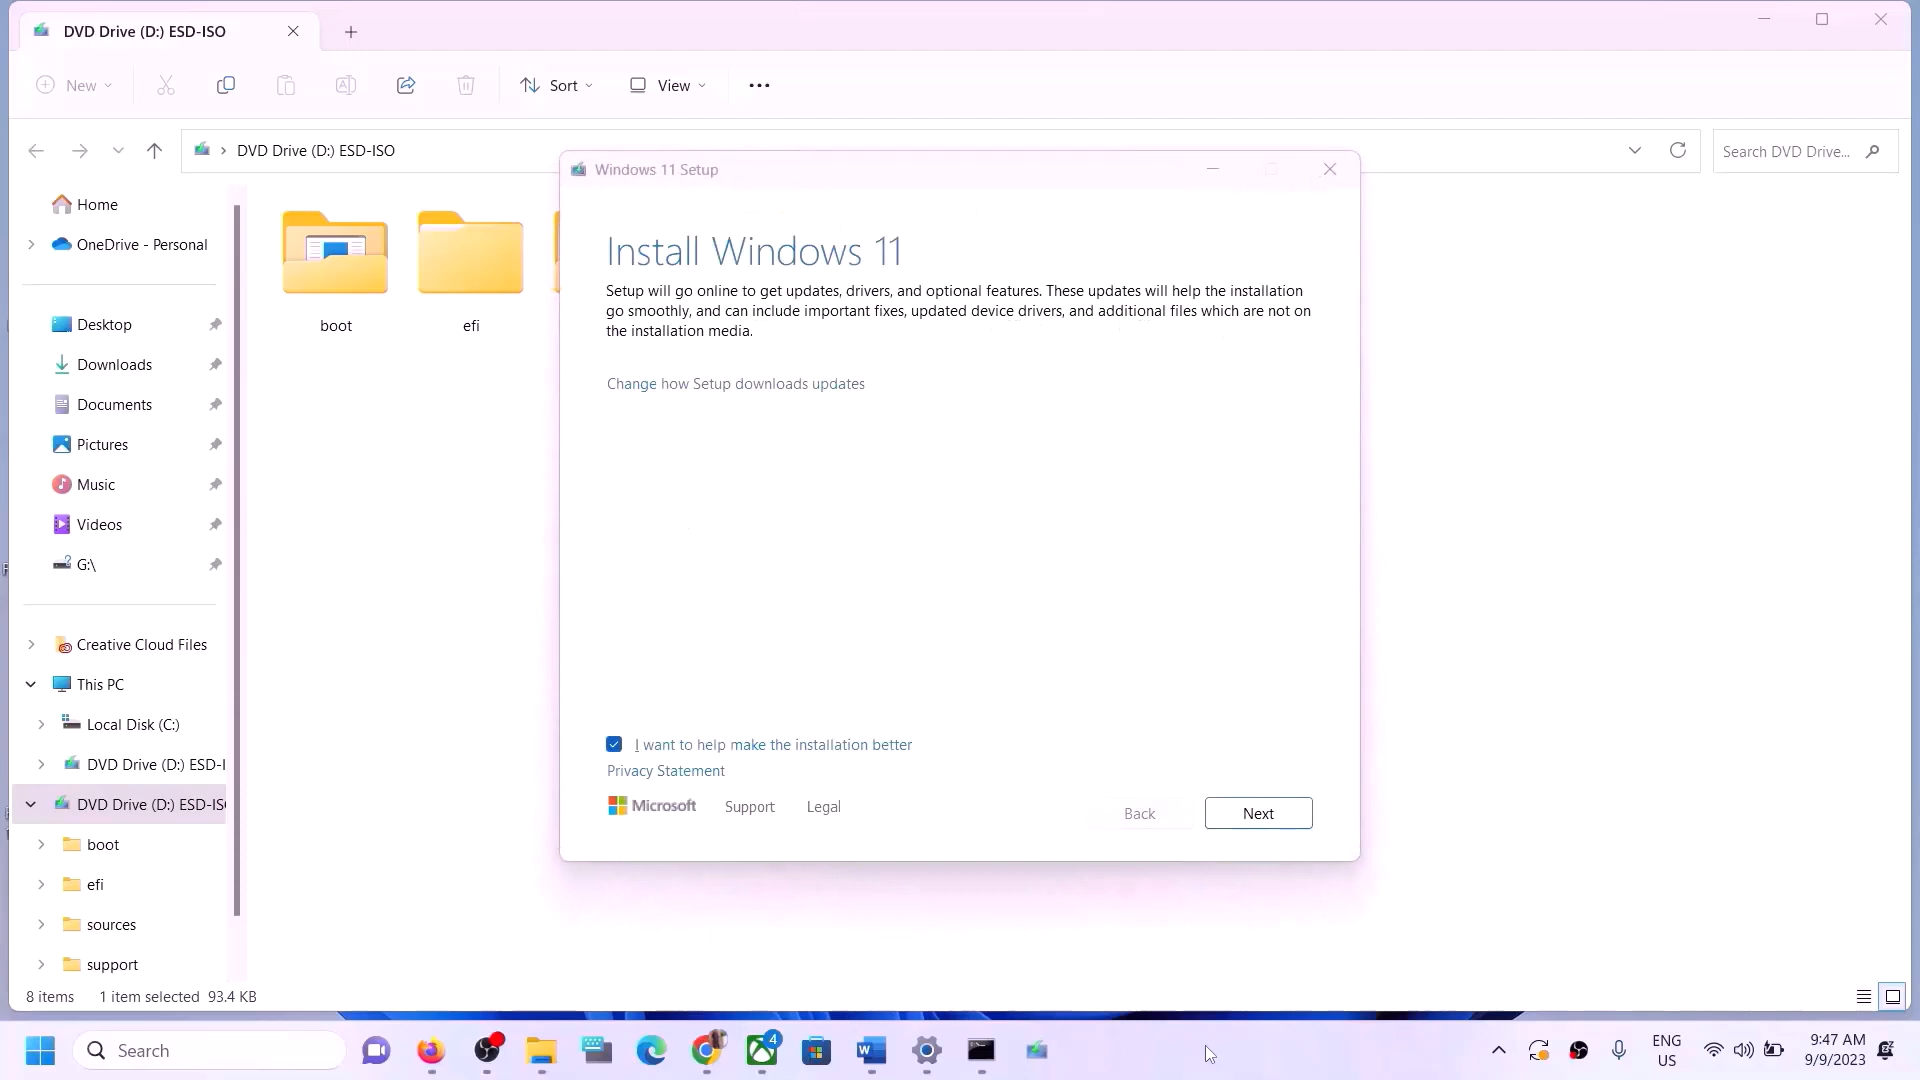 DVD Drive (D:) ESD-ISO
New
Sort
View
DVD Drive (D:) ESD-ISO
Search DVD Drive...
Home
OneDrive - Personal
Desktop
Downloads
Documents
Pictures
Music
Videos
G:\
Creative Cloud Files
This PC
Local Disk (C:)
DVD Drive (D:) ESD-I
DVD Drive (D:) ESD-IS
boot
efi
sources
support
8 items 1 item selected 93.4 KB
boot
efi
Windows 11 Setup
Install Windows 11
Setup will go online to get updates, drivers, and optional features. These updates will help the installation
go smoothly, and can include important fixes, updated device drivers, and additional files which are not on
the installation media.
Change how Setup downloads updates
I want to help make the installation better
Privacy Statement
Microsoft Support Legal
Back Next
Search
4
ENG
US
9:47 AM
9/9/2023